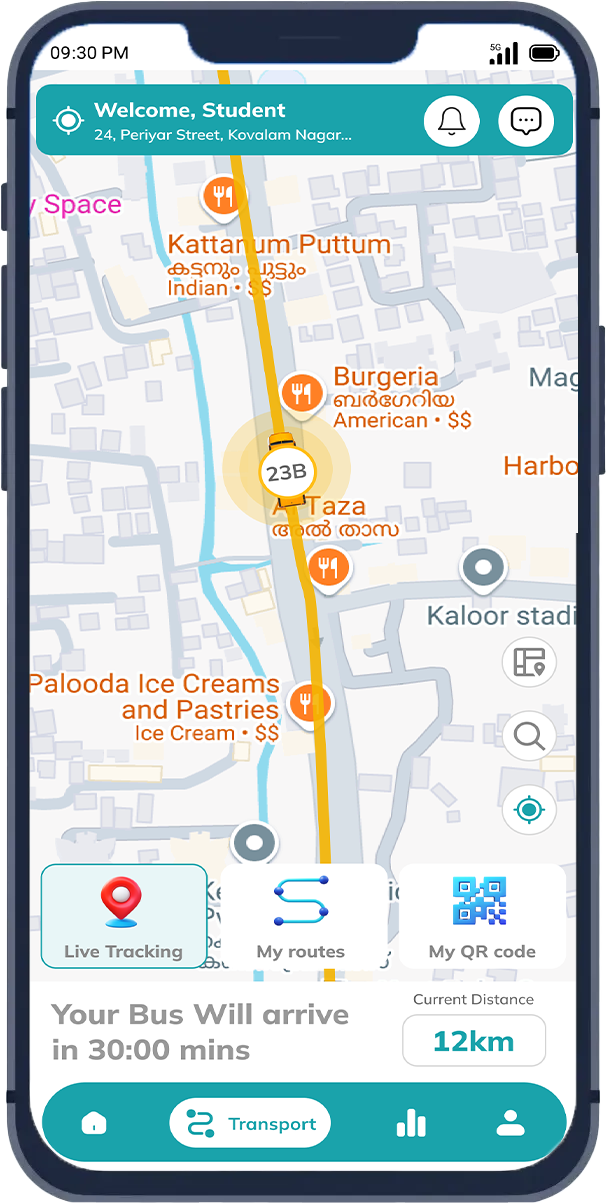 09:30 PM
5G
Welcome, Student
24, Periyar Street, Kovalam Nagar...
y Space
Kattanum Puttum
കട്ടനും പുട്ടും
Indian • $$
Burgeria
ബർഗേറിയ
American • $$
Mag
Harbo
23B
Al Taza
അൽ താസ
Kaloor stadi
Palooda Ice Creams
and Pastries
Ice Cream • $$
Live Tracking
My routes
My QR code
Your Bus Will arrive
in 30:00 mins
Current Distance
12km
Transport